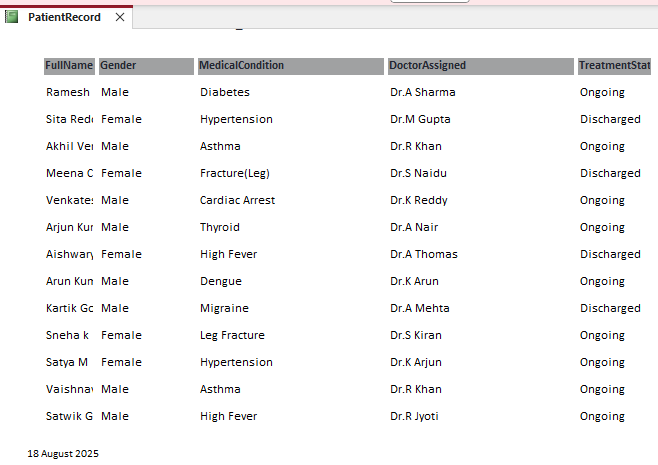 PatientRecord
FullName Gender MedicalCondition DoctorAssigned TreatmentStat
Ramesh Male Diabetes Dr.A Sharma Ongoing
Sita Red Female Hypertension Dr.M Gupta Discharged
Akhil Ver Male Asthma Dr.R Khan Ongoing
Meena C Female Fracture(Leg) Dr.S Naidu Discharged
Venkates Male Cardiac Arrest Dr.K Reddy Ongoing
Arjun Kur Male Thyroid Dr.A Nair Ongoing
Aishwary Female High Fever Dr.A Thomas Discharged
Arun Kun Male Dengue Dr.K Arun Ongoing
Kartik Gc Male Migraine Dr.A Mehta Discharged
Sneha k Female Leg Fracture Dr.S Kiran Ongoing
Satya M Female Hypertension Dr.K Arjun Ongoing
Vaishnav Male Asthma Dr.R Khan Ongoing
Satwik G Male High Fever Dr.R Jyoti Ongoing
18 August 2025